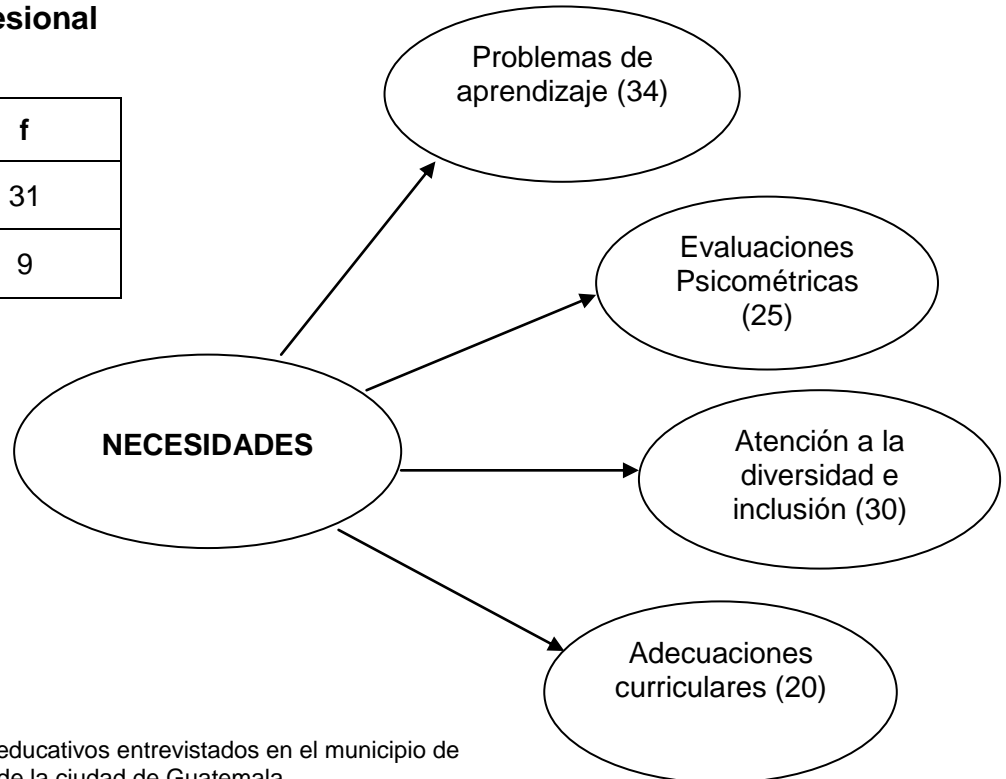 esional
f
31
9
Problemas de
aprendizaje (34)
Evaluaciones
Psicométricas
(25)
NECESIDADES
Atención a la
diversidad e
inclusión (30)
Adecuaciones
curriculares (20)
educativos entrevistados en el municipio de
de la ciudad de Guatemala